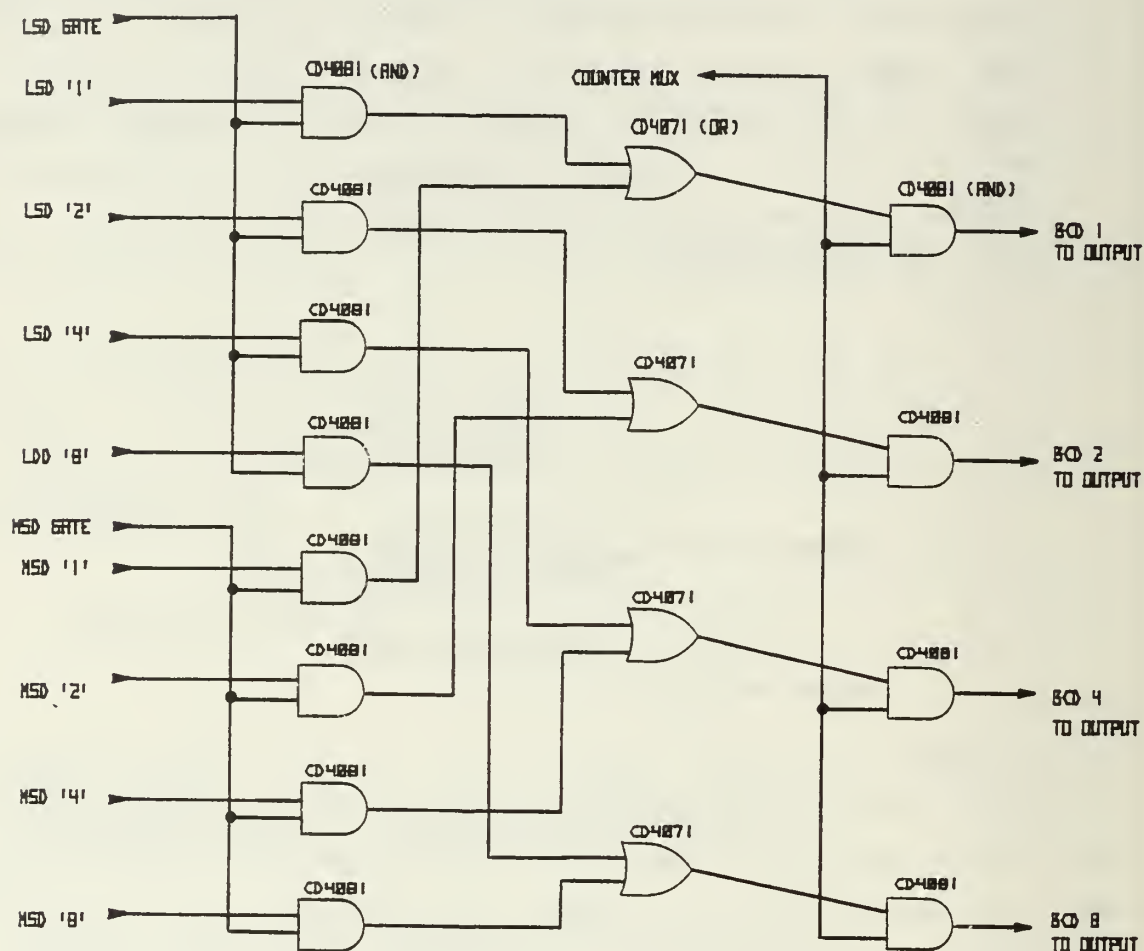 LSD GATE
LSD '1'
CD4081 (AND)
COUNTER MUX
CD4071 (OR)
CD4081
LSD '2'
CD4081 (AND)
BCD 1
TO OUTPUT
LSD '4'
CD4081
CD4071
CD4081
LDD '8'
CD4081
BCD 2
TO OUTPUT
MSD GATE
MSD '1'
CD4081
CD4071
MSD '2'
CD4081
CD4081
BCD 4
TO OUTPUT
MSD '4'
CD4081
CD4071
MSD '8'
CD4081
CD4081
BCD 8
TO OUTPUT